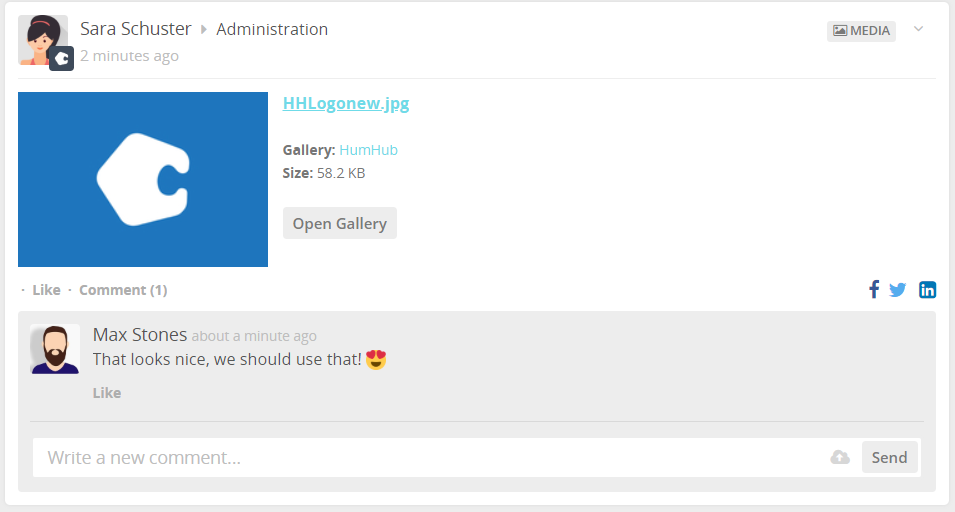 Sara Schuster Administration
MEDIA
2 minutes ago
HHLogonew.jpg
Gallery: HumHub
Size: 58.2 KB
Open Gallery
· Like · Comment (1)
Max Stones about a minute ago
That looks nice, we should use that! 😍
Like
Write a new comment...
Send